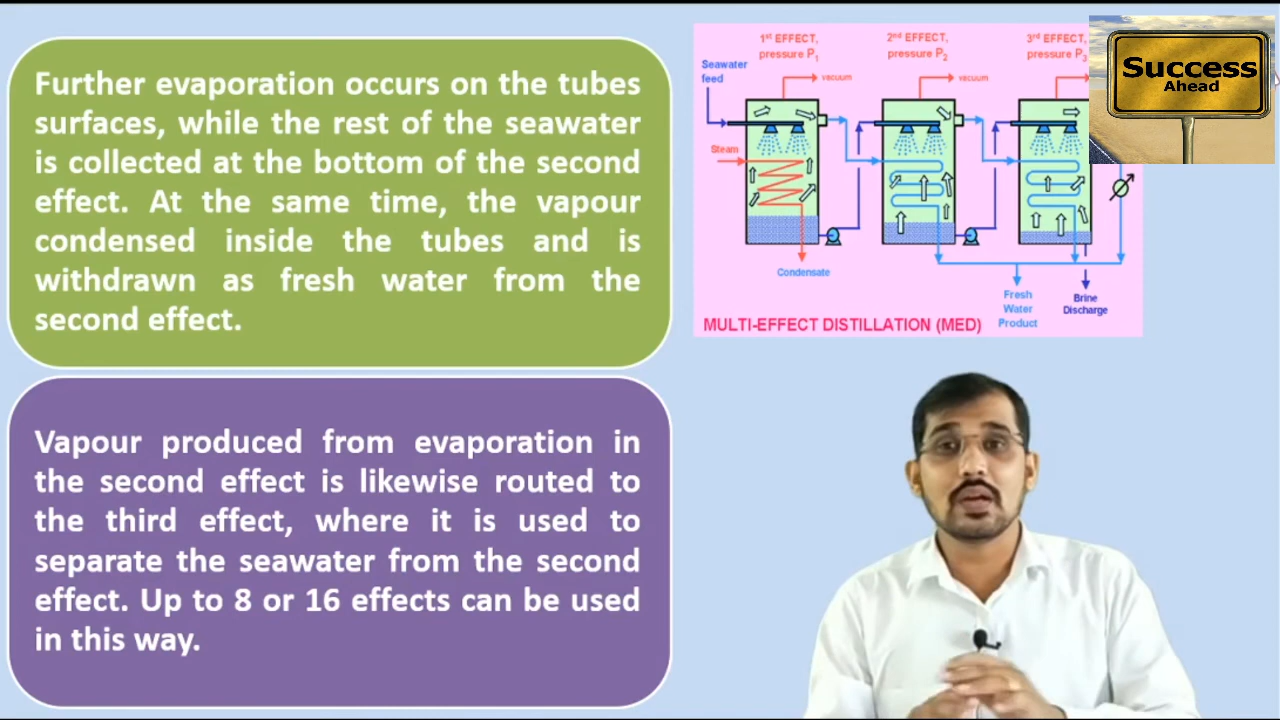 Further evaporation occurs on the tubes
surfaces, while the rest of the seawater
is collected at the bottom of the second
effect. At the same time, the vapour
condensed inside the tubes and is
withdrawn as fresh water from the
second effect.
Vapour produced from evaporation in
the second effect is likewise routed to
the third effect, where it is used to
separate the seawater from the second
effect. Up to 8 or 16 effects can be used
in this way.
1st EFFECT,
pressure P1
2nd EFFECT,
pressure P2
3rd EFFECT,
pressure P3
Seawater
feed
vacuum
vacuum
Steam
Condensate
Fresh
Water
Product
Brine
Discharge
MULTI-EFFECT DISTILLATION (MED)
Success
Ahead